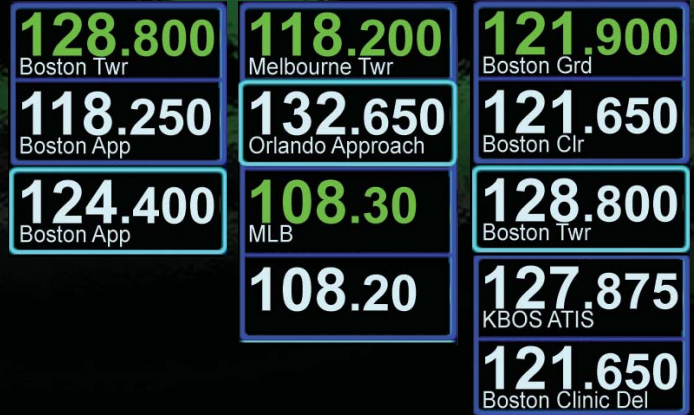 128.800
Boston Twr
118.250
Boston App
124.400
Boston App
118.200
Melbourne Twr
132.650
Orlando Approach
108.30
MLB
108.20
121.900
Boston Grd
121.650
Boston Clr
128.800
Boston Twr
127.875
KBOS ATIS
121.650
Boston Clinic Del